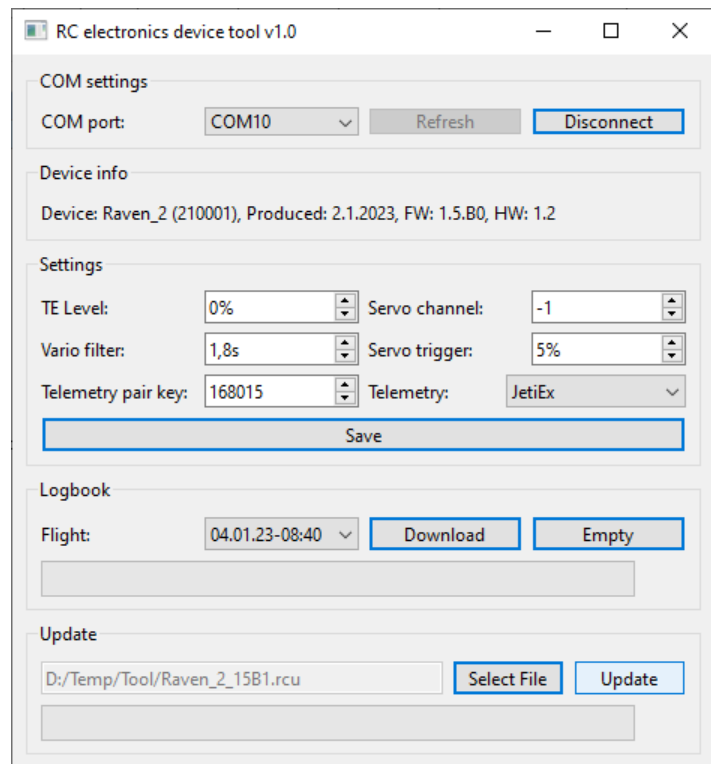 RC electronics device tool v1.0
COM settings
COM port: COM10 Refresh Disconnect
Device info
Device: Raven_2 (210001), Produced: 2.1.2023, FW: 1.5.B0, HW: 1.2
Settings
TE Level: 0% Servo channel: -1
Vario filter: 1,8s Servo trigger: 5%
Telemetry pair key: 168015 Telemetry: JetiEx
Save
Logbook
Flight: 04.01.23-08:40 Download Empty
Update
D:/Temp/Tool/Raven_2_15B1.rcu Select File Update